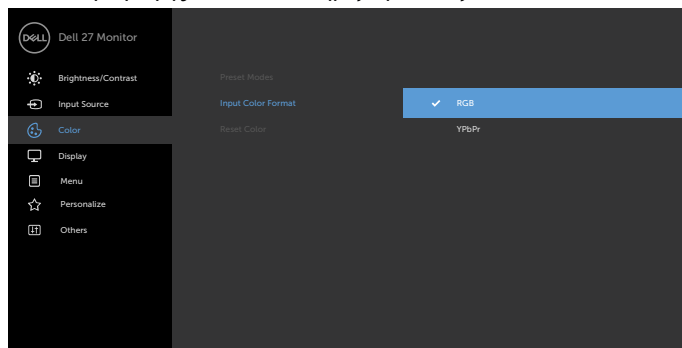 DELL
Dell 27 Monitor
Brightness/Contrast
Input Source
Color
Display
Menu
Personalize
Others
Preset Modes
Input Color Format
Reset Color
RGB
YPbPr